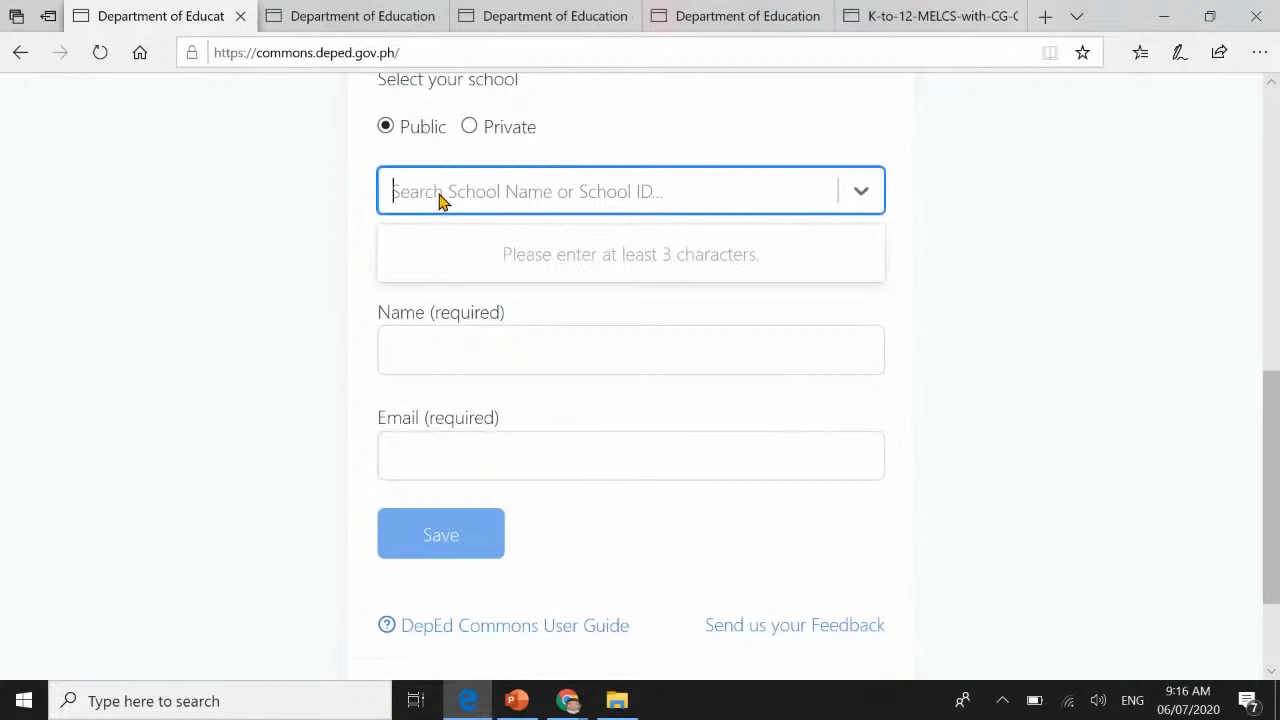 Department of Educat
Department of Education
Department of Education
Department of Education
K-to-12-MELCS-with-CG-C
https://commons.deped.gov.ph/
Select your school
Public
Private
Search School Name or School ID...
Please enter at least 3 characters.
Name (required)
Email (required)
Save
DepEd Commons User Guide
Send us your Feedback
Type here to search
ENG
9:16 AM
06/07/2020
7